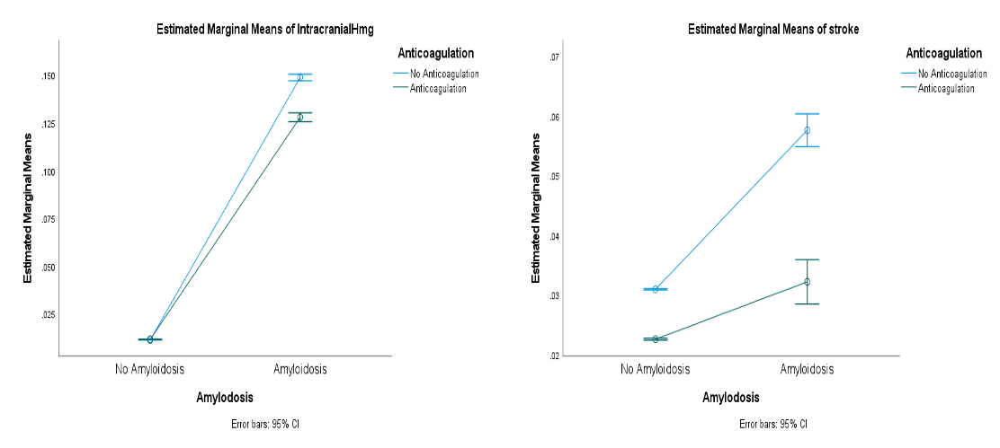 Estimated Marginal Means of IntracranialHmg
Anticoagulation
No Anticoagulation
Anticoagulation
Estimated Marginal Means
.150
.125
.100
.075
.050
.025
No Amyloidosis
Amyloidosis
Amylodosis
Error bars: 95% CI
Estimated Marginal Means of stroke
Anticoagulation
No Anticoagulation
Anticoagulation
Estimated Marginal Means
.07
.06
.05
.04
.03
.02
No Amyloidosis
Amyloidosis
Amylodosis
Error bars: 95% CI